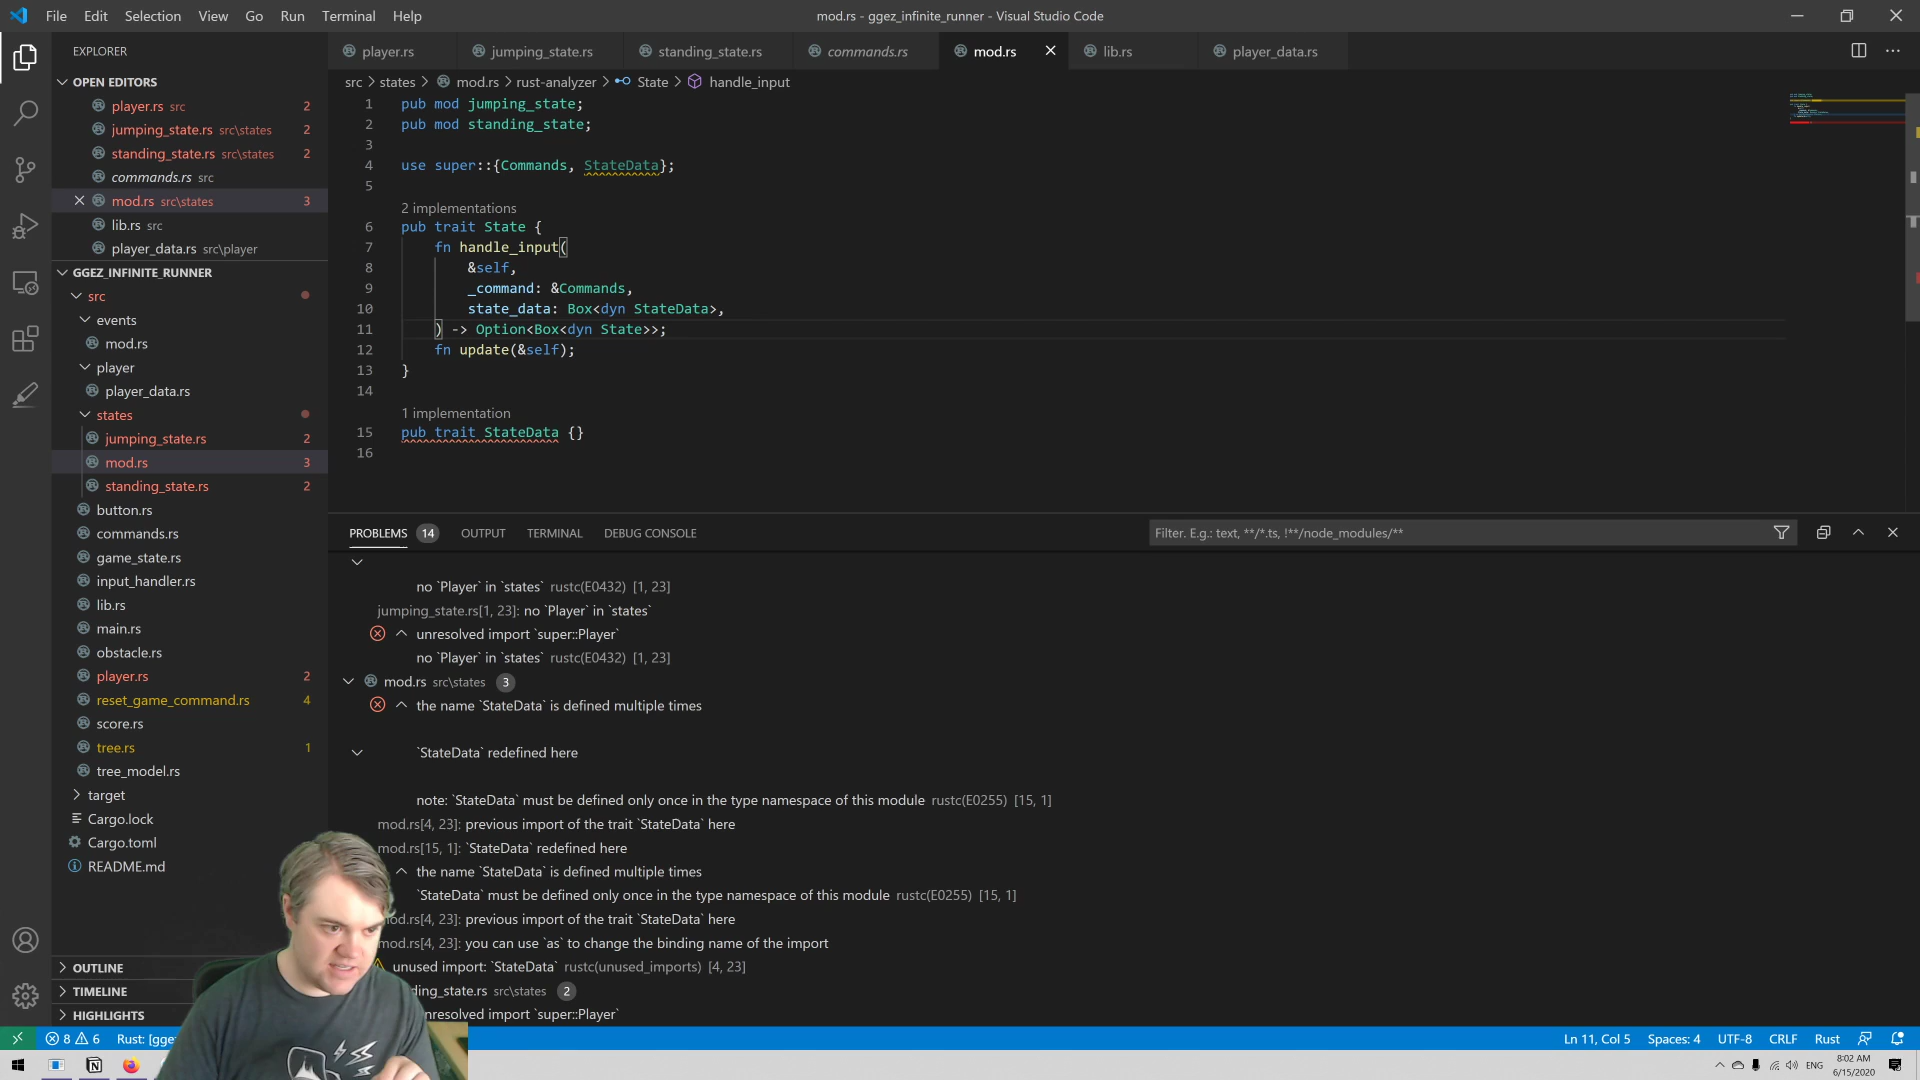 File Edit Selection View Go Run Terminal Help
mod.rs - ggez_infinite_runner - Visual Studio Code
EXPLORER
OPEN EDITORS
player.rs src 2
jumping_state.rs src\states 2
standing_state.rs src\states 2
commands.rs src
mod.rs src\states 3
lib.rs src
player_data.rs src\player
GGEZ_INFINITE_RUNNER
src
events
mod.rs
player
player_data.rs
states
jumping_state.rs 2
mod.rs 3
standing_state.rs 2
button.rs
commands.rs
game_state.rs
input_handler.rs
lib.rs
main.rs
obstacle.rs
player.rs 2
reset_game_command.rs 4
score.rs
tree.rs 1
tree_model.rs
target
Cargo.lock
Cargo.toml
README.md
OUTLINE
TIMELINE
HIGHLIGHTS
player.rs jumping_state.rs standing_state.rs commands.rs mod.rs lib.rs player_data.rs
src > states > mod.rs > rust-analyzer > State > handle_input
1 pub mod jumping_state;
2 pub mod standing_state;
3
4 use super::{Commands, StateData};
5
2 implementations
6 pub trait State {
7 fn handle_input(
8 &self,
9 _command: &Commands,
10 state_data: Box<dyn StateData>,
11 ) -> Option<Box<dyn State>>;
12 fn update(&self);
13 }
14
1 implementation
15 pub trait StateData {}
16
PROBLEMS 14 OUTPUT TERMINAL DEBUG CONSOLE
Filter. E.g.: text, **/*.ts, !**/node_modules/**
no `Player` in `states` rustc(E0432) [1, 23]
jumping_state.rs[1, 23]: no `Player` in `states`
unresolved import `super::Player`
no `Player` in `states` rustc(E0432) [1, 23]
mod.rs src\states 3
the name `StateData` is defined multiple times
`StateData` redefined here
note: `StateData` must be defined only once in the type namespace of this module rustc(E0255) [15, 1]
mod.rs[4, 23]: previous import of the trait `StateData` here
mod.rs[15, 1]: `StateData` redefined here
the name `StateData` is defined multiple times
`StateData` must be defined only once in the type namespace of this module rustc(E0255) [15, 1]
mod.rs[4, 23]: previous import of the trait `StateData` here
mod.rs[4, 23]: you can use `as` to change the binding name of the import
unused import: `StateData` rustc(unused_imports) [4, 23]
ding_state.rs src\states 2
unresolved import `super::Player`
8 6 Rust: [gge
Ln 11, Col 5 Spaces: 4 UTF-8 CRLF Rust
ENG
8:02 AM
6/15/2020